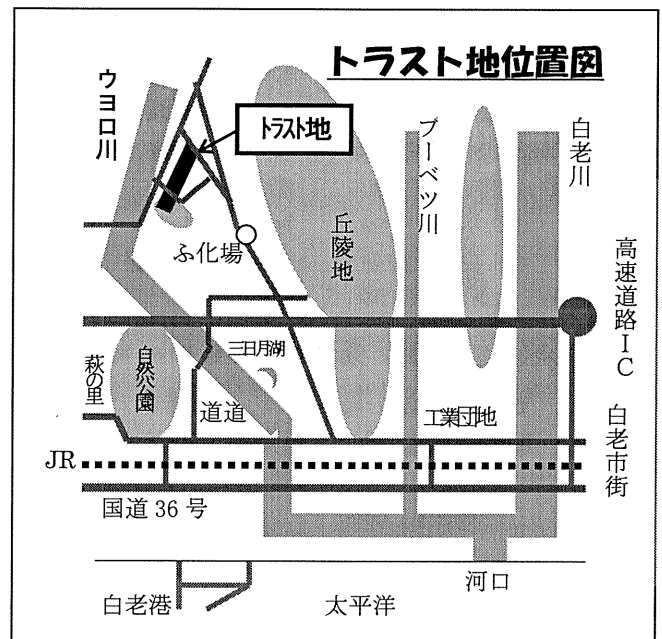 トラスト地位置図
ウヨロ川
トラスト地
ブーベツ川
白老川
丘陵地
ふ化場
高速道路IC
三日月湖
自然公園
萩の里
道道
工業団地
白老市街
JR
国道36号
河口
白老港
太平洋